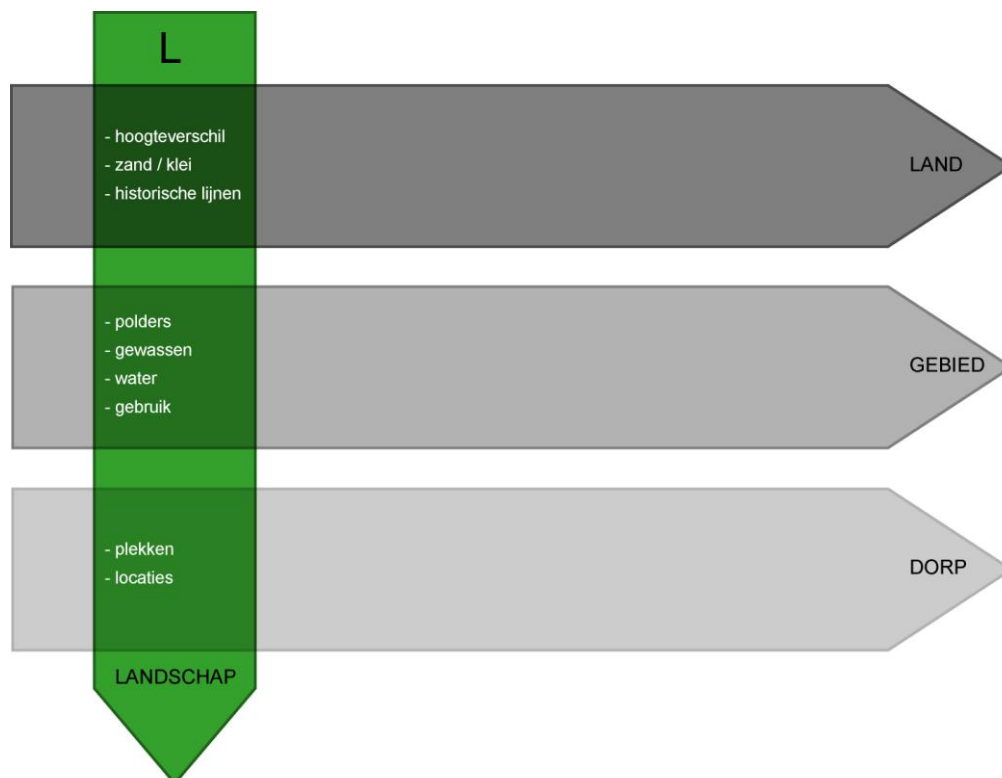 L
- hoogteverschil
- zand / klei
- historische lijnen
LAND
- polders
- gewassen
- water
- gebruik
GEBIED
- plekken
- locaties
DORP
LANDSCHAP